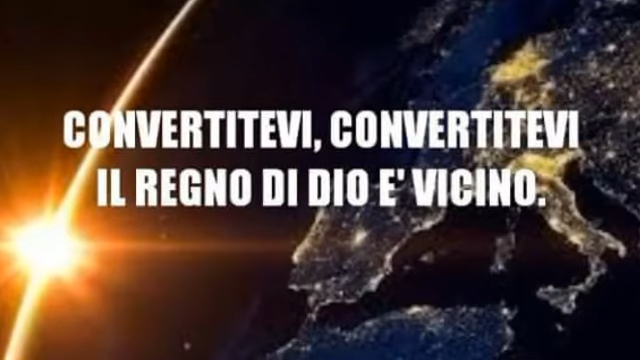 CONVERTITEVI, CONVERTITEVI
IL REGNO DI DIO E' VICINO.